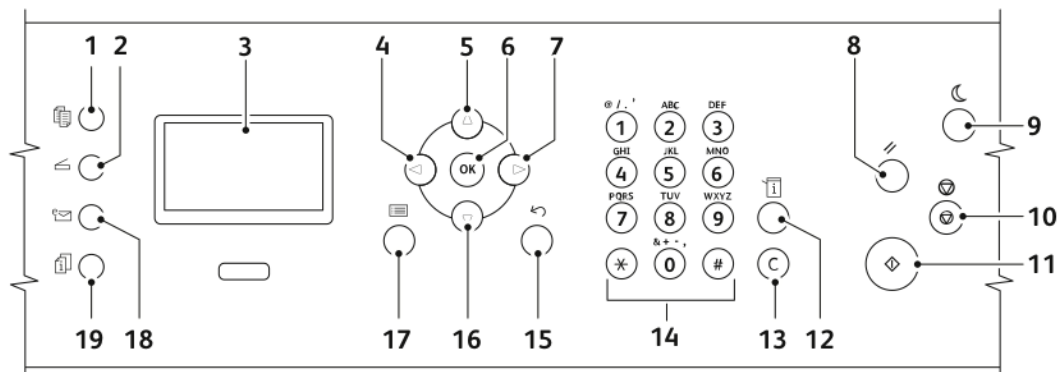 1 2 3 4 5 6 7 8
9
10
11
@ / . ' ABC DEF
1 2 3
GHI JKL MNO
4 5 6
PQRS TUV WXYZ
7 8 9
& + - ,
* 0 #
OK
i
C
i
19 18 17 16 15 14 13 12